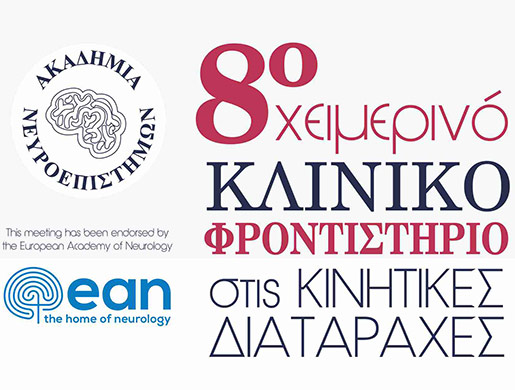 ΑΚΑΔΗΜΙΑ
ΝΕΥΡΟΕΠΙΣΤΗΜΩΝ
This meeting has been endorsed by
the European Academy of Neurology
ean
the home of neurology
8ο
χειμερινό
ΚΛΙΝΙΚΟ
ΦΡΟΝΤΙΣΤΗΡΙΟ
στις ΚΙΝΗΤΙΚΕΣ
ΔΙΑΤΑΡΑΧΕΣ